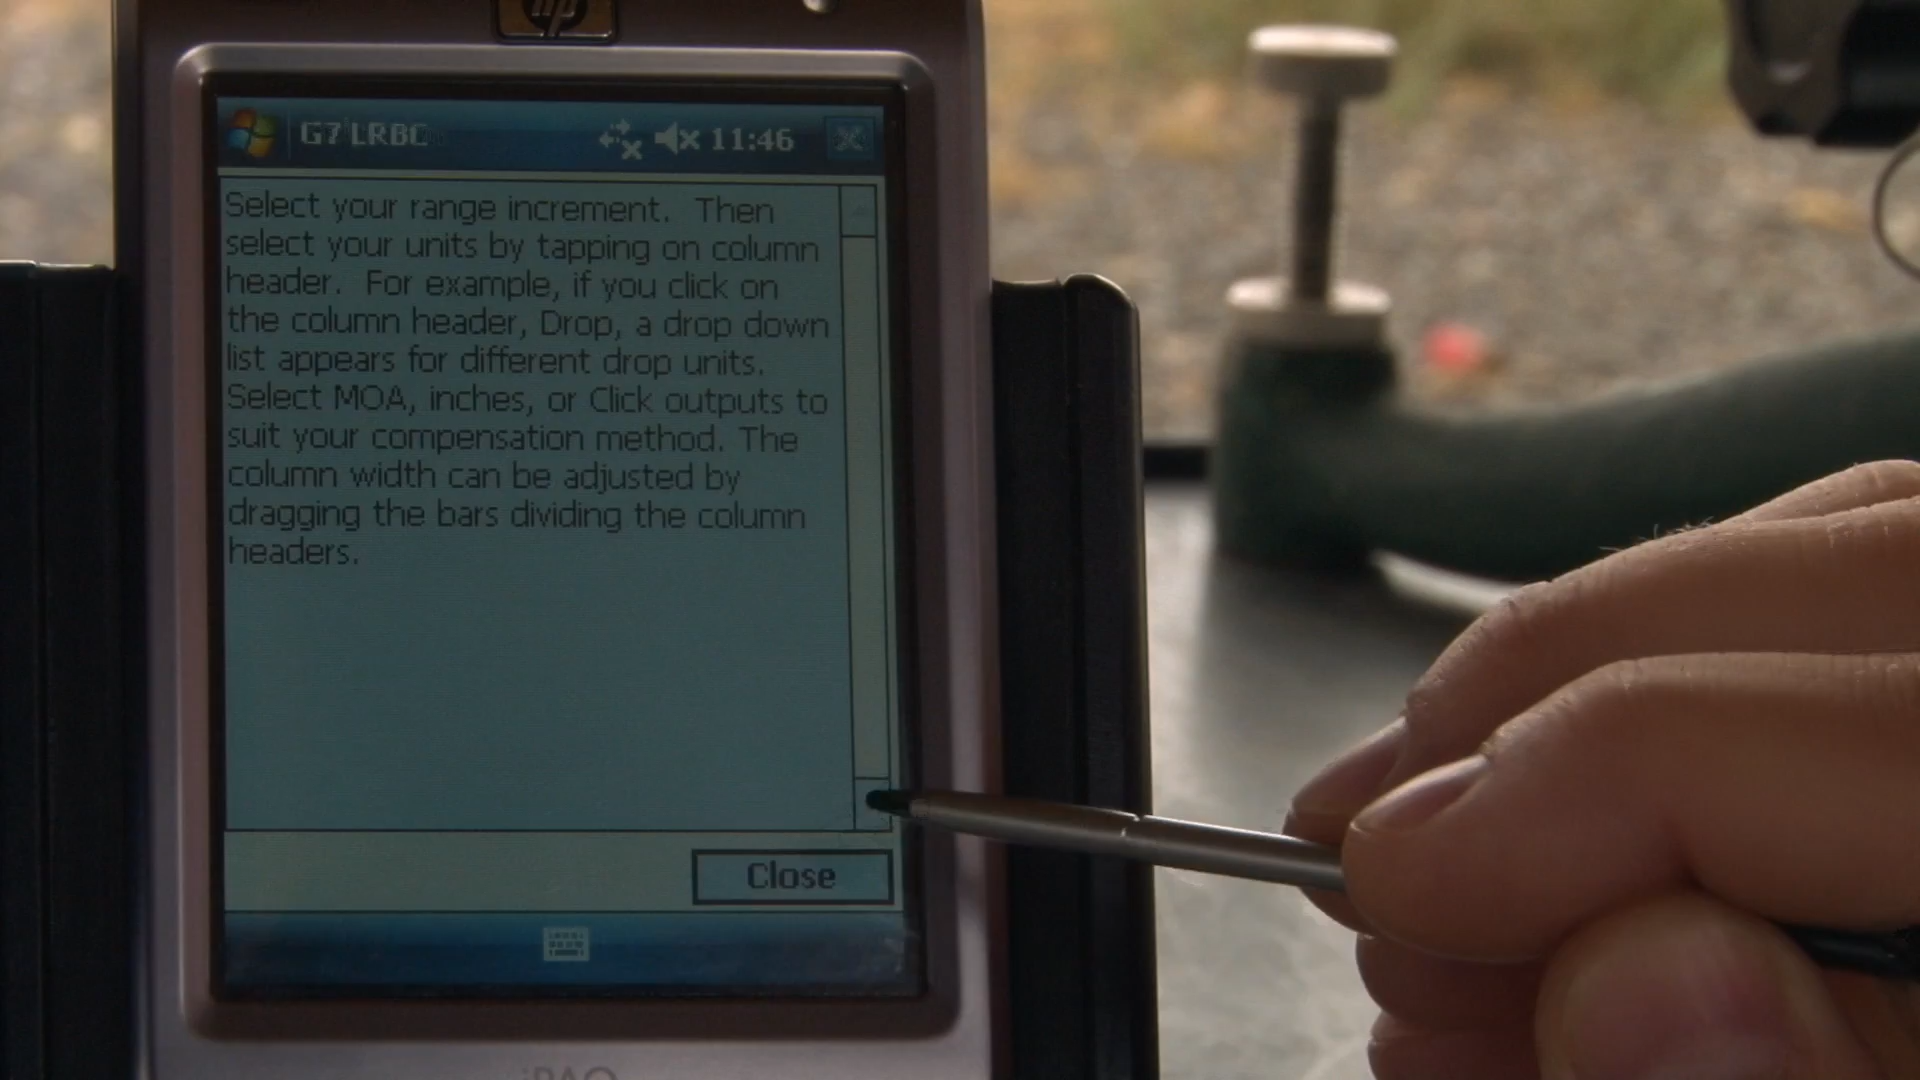 hp
G7 LRBC 11:46
Select your range increment. Then
select your units by tapping on column
header. For example, if you click on
the column header, Drop, a drop down
list appears for different drop units.
Select MOA, inches, or Click outputs to
suit your compensation method. The
column width can be adjusted by
dragging the bars dividing the column
headers.
Close
iPAQ